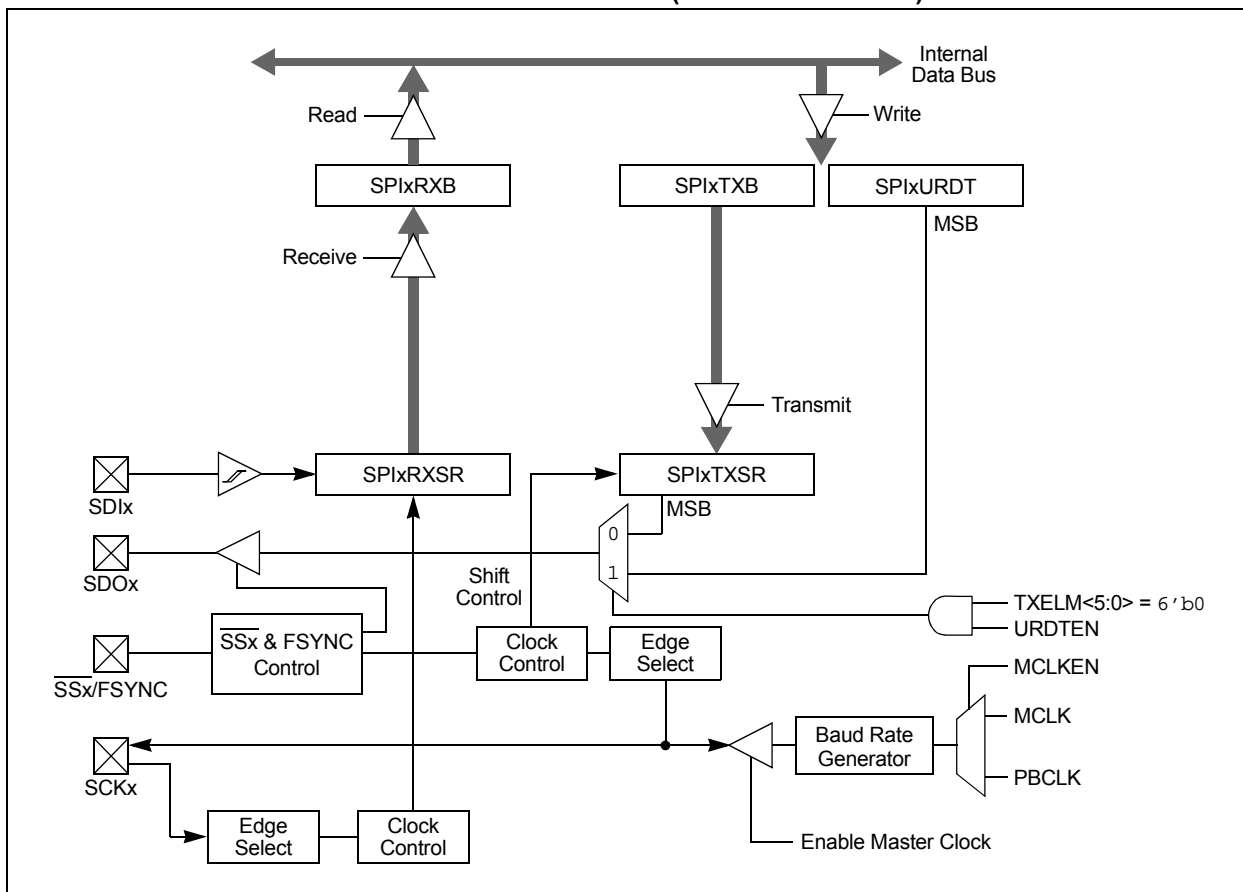 Internal
Data Bus
Read
Write
SPIxRXB
SPIxTXB
SPIxURDT
MSB
Receive
Transmit
SPIxRXSR
SPIxTXSR
SDIx
MSB
0
SDOx
1
Shift
Control
TXELM<5:0> = 6'b0
URDTEN
SSx & FSYNC
Control
Clock
Control
Edge
Select
SSx/FSYNC
MCLKEN
MCLK
Baud Rate
Generator
PBCLK
SCKx
Edge
Select
Clock
Control
Enable Master Clock